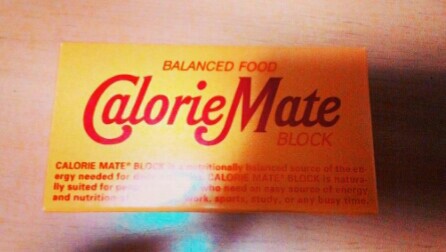 BALANCED FOOD
CalorieMate
BLOCK
CALORIE MATE® BLOCK is a nutritionally balanced source of the en-
ergy needed for CALORIE MATE® BLOCK is natura-
lly suited for who need an easy source of energy
and nutrition work, sports, study, or any busy time.